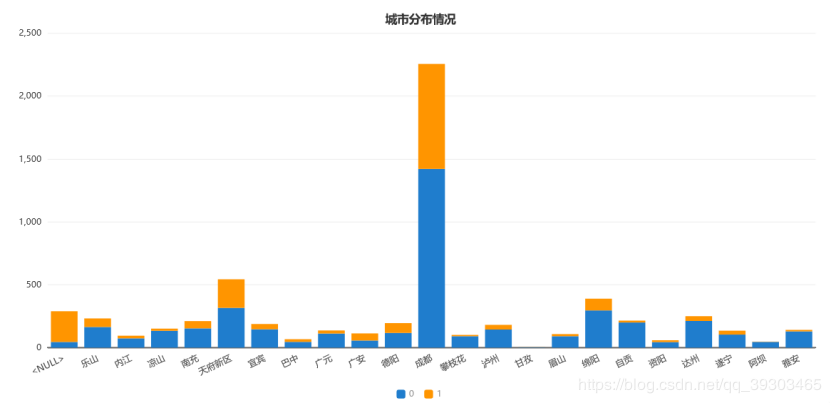 城市分布情况
2,500
2,000
1,500
1,000
500
0
<NULL> 乐山 内江 凉山 南充 天府新区 宜宾 巴中 广元 广安 德阳 成都 攀枝花 泸州 甘孜 眉山 绵阳 自贡 资阳 达州 遂宁 阿坝 雅安
0 1
https://blog.csdn.net/qq_39303465